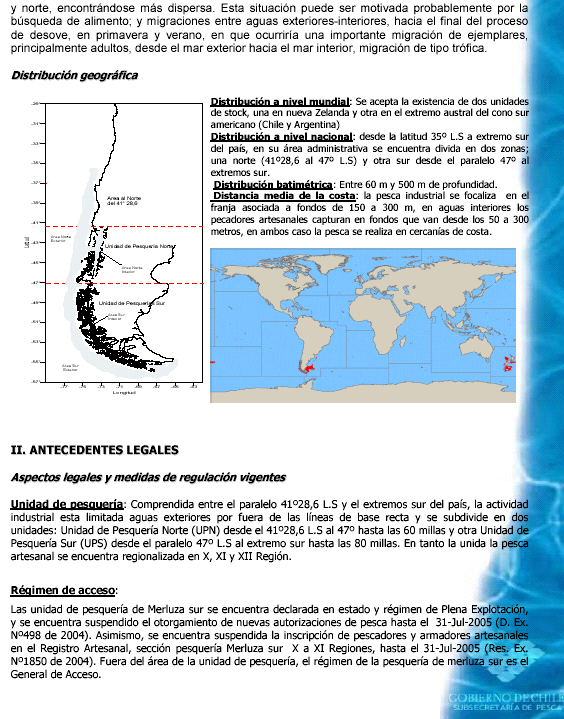 y norte, encontrándose más dispersa. Esta situación puede ser motivada probablemente por la
búsqueda de alimento; y migraciones entre aguas exteriores-interiores, hacia el final del proceso
de desove, en primavera y verano, en que ocurriría una importante migración de ejemplares,
principalmente adultos, desde el mar exterior hacia el mar interior, migración de tipo trófica.
Distribución geográfica
Distribución a nivel mundial: Se acepta la existencia de dos unidades
de stock, una en nueva Zelanda y otra en el extremo austral del cono sur
americano (Chile y Argentina)
Distribución a nivel nacional: desde la latitud 35º L.S a extremo sur
del país, en su área administrativa se encuentra divida en dos zonas;
una norte (41º28,6 al 47º L.S) y otra sur desde el paralelo 47º al
extremos sur.
Distribución batimétrica: Entre 60 m y 500 m de profundidad.
Distancia media de la costa: la pesca industrial se focaliza en el
franja asociada a fondos de 150 a 300 m, en aguas interiores los
pecadores artesanales capturan en fondos que van desde los 50 a 300
metros, en ambos caso la pesca se realiza en cercanías de costa.
Area al Norte
del 41° 28,6
Area Norte
Exterior
Unidad de Pesquería Norte
Area Norte
Interior
Unidad de Pesquería Sur
Area Sur
Interior
Area Sur
Exterior
Longitud
II. ANTECEDENTES LEGALES
Aspectos legales y medidas de regulación vigentes
Unidad de pesquería: Comprendida entre el paralelo 41º28,6 L.S y el extremos sur del país, la actividad
industrial esta limitada aguas exteriores por fuera de las líneas de base recta y se subdivide en dos
unidades: Unidad de Pesquería Norte (UPN) desde el 41º28,6 L.S al 47º hasta las 60 millas y otra Unidad de
Pesquería Sur (UPS) desde el paralelo 47º L.S al extremo sur hasta las 80 millas. En tanto la unida la pesca
artesanal se encuentra regionalizada en X, XI y XII Región.
Régimen de acceso:
Las unidad de pesquería de Merluza sur se encuentra declarada en estado y régimen de Plena Explotación,
y se encuentra suspendido el otorgamiento de nuevas autorizaciones de pesca hasta el 31-Jul-2005 (D. Ex.
Nº498 de 2004). Asimismo, se encuentra suspendida la inscripción de pescadores y armadores artesanales
en el Registro Artesanal, sección pesquería Merluza sur X a XI Regiones, hasta el 31-Jul-2005 (Res. Ex.
Nº1850 de 2004). Fuera del área de la unidad de pesquería, el régimen de la pesquería de merluza sur es el
General de Acceso.
GOBIERNO DE CHILE
SUBSECRETARÍA DE PESCA